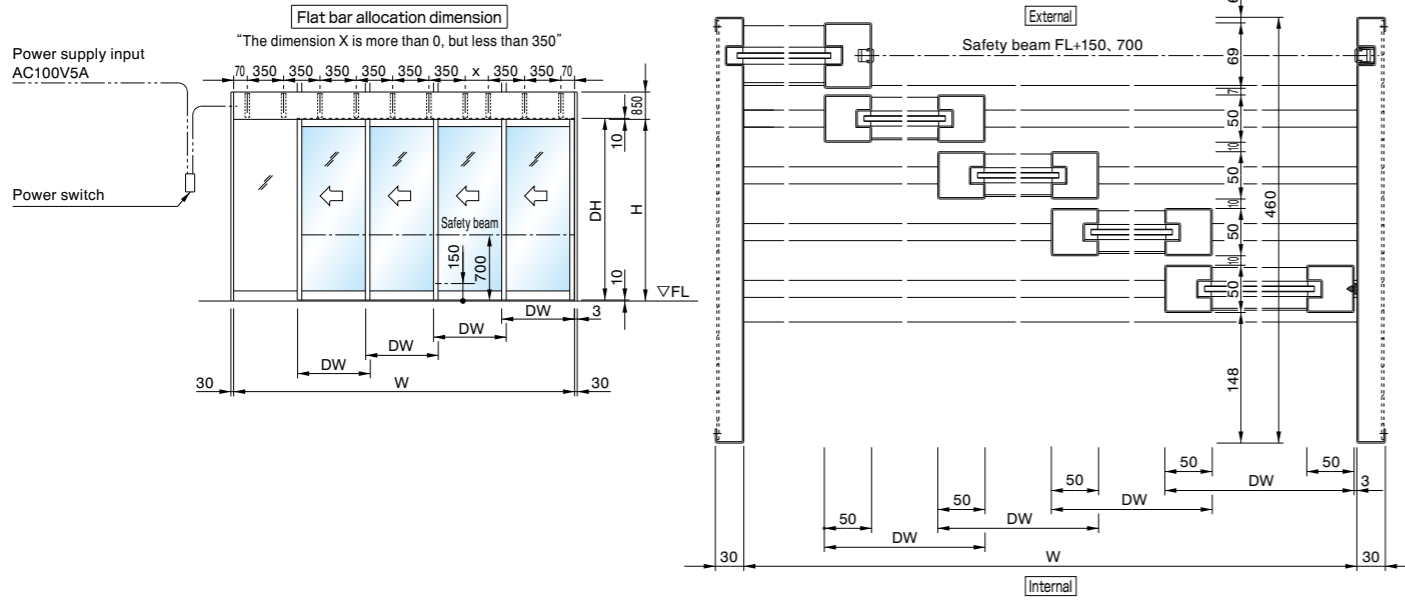 Flat bar allocation dimension
"The dimension X is more than 0, but less than 350"
Power supply input
AC100V5A
70 350 350 350 350 350 x 350 350 70
850
10
DH
H
Power switch
Safety beam
150
700
10
▽FL
DW 3
DW
DW
DW
30 W 30
External
6
Safety beam FL+150、700
69
7
50
10
50
10
460
50
10
50
148
50 50
DW 3
50
DW
50
DW
50
DW
30 W 30
Internal